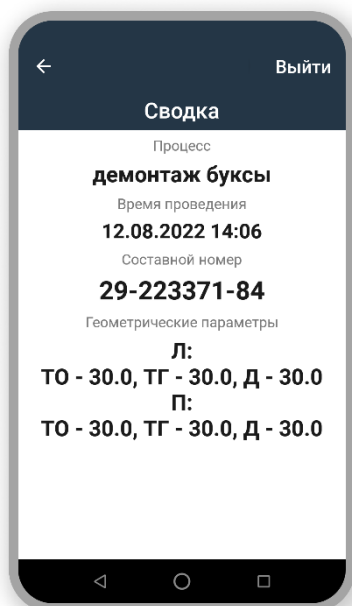 Выйти
Сводка
Процесс
демонтаж буксы
Время проведения
12.08.2022 14:06
Составной номер
29-223371-84
Геометрические параметры
Л:
ТО - 30.0, ТГ - 30.0, Д - 30.0
П:
ТО - 30.0, ТГ - 30.0, Д - 30.0